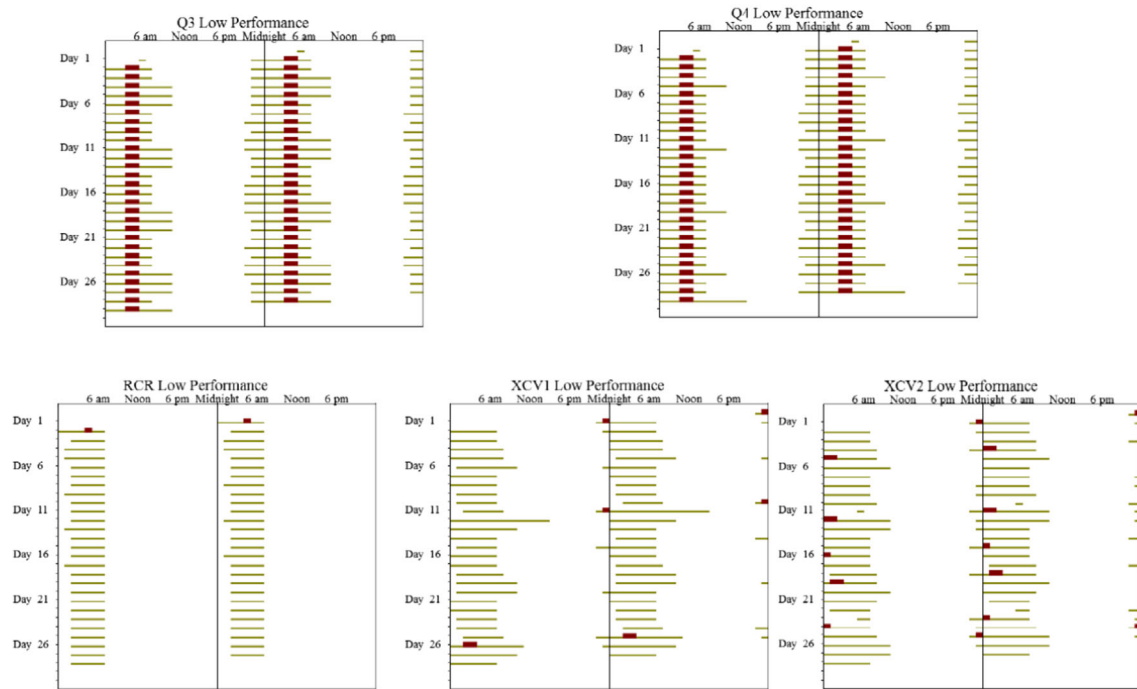 Q3 Low Performance
6 am Noon 6 pm Midnight 6 am Noon 6 pm
Day 1
Day 6
Day 11
Day 16
Day 21
Day 26
Q4 Low Performance
6 am Noon 6 pm Midnight 6 am Noon 6 pm
Day 1
Day 6
Day 11
Day 16
Day 21
Day 26
RCR Low Performance
6 am Noon 6 pm Midnight 6 am Noon 6 pm
Day 1
Day 6
Day 11
Day 16
Day 21
Day 26
XCV1 Low Performance
6 am Noon 6 pm Midnight 6 am Noon 6 pm
Day 1
Day 6
Day 11
Day 16
Day 21
Day 26
XCV2 Low Performance
6 am Noon 6 pm Midnight 6 am Noon 6 pm
Day 1
Day 6
Day 11
Day 16
Day 21
Day 26